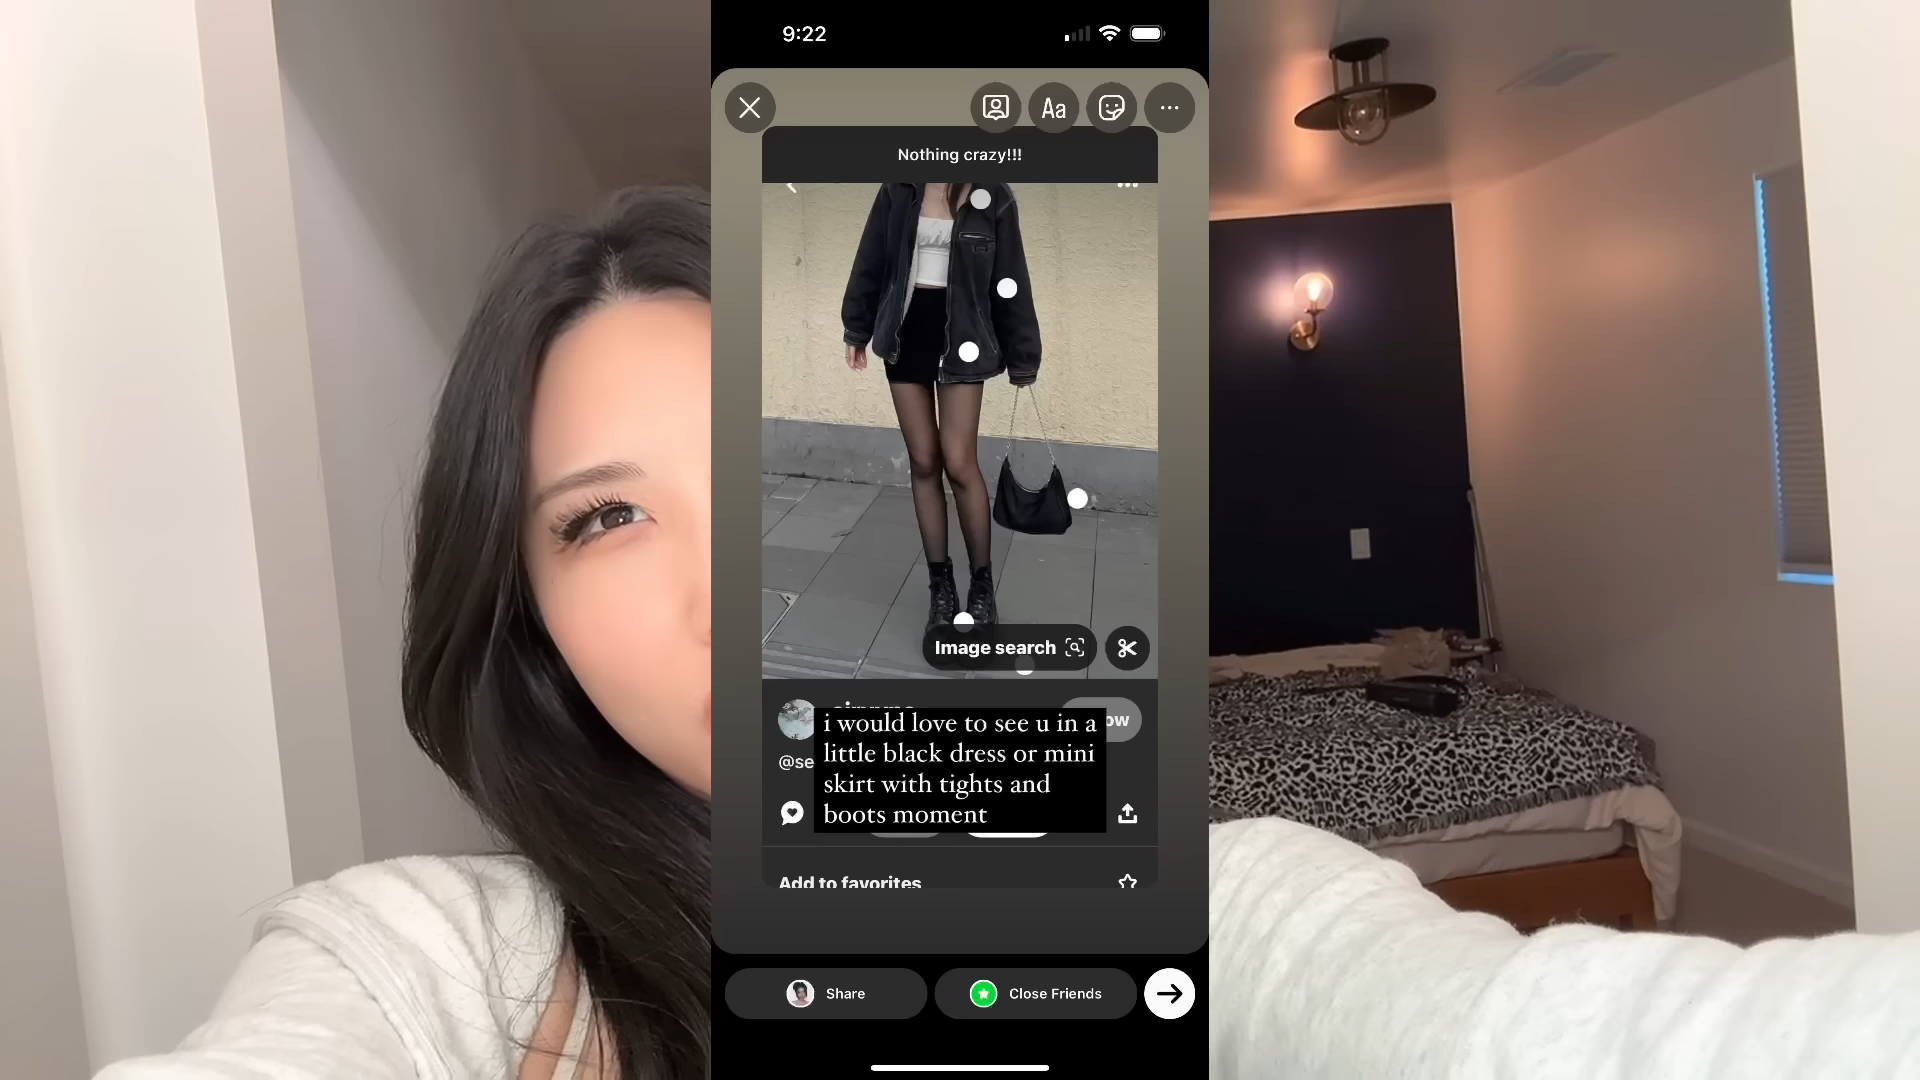 9:22
Aa
Nothing crazy!!!
Image search
i would love to see u in a
little black dress or mini
skirt with tights and
boots moment
@se
Add to favorites
Share
Close Friends